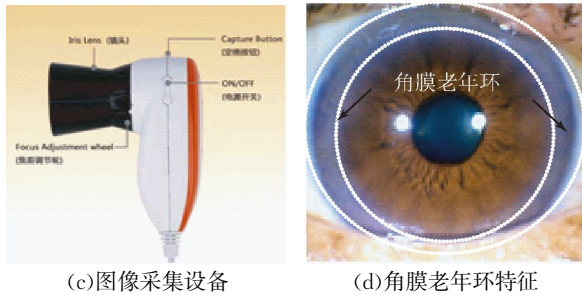 Iris Lens (镜头)
Capture Button
(定格按钮)
ON/OFF
(电源开关)
Focus Adjustment wheel
(焦距调节轮)
角膜老年环
(c)图像采集设备
(d)角膜老年环特征